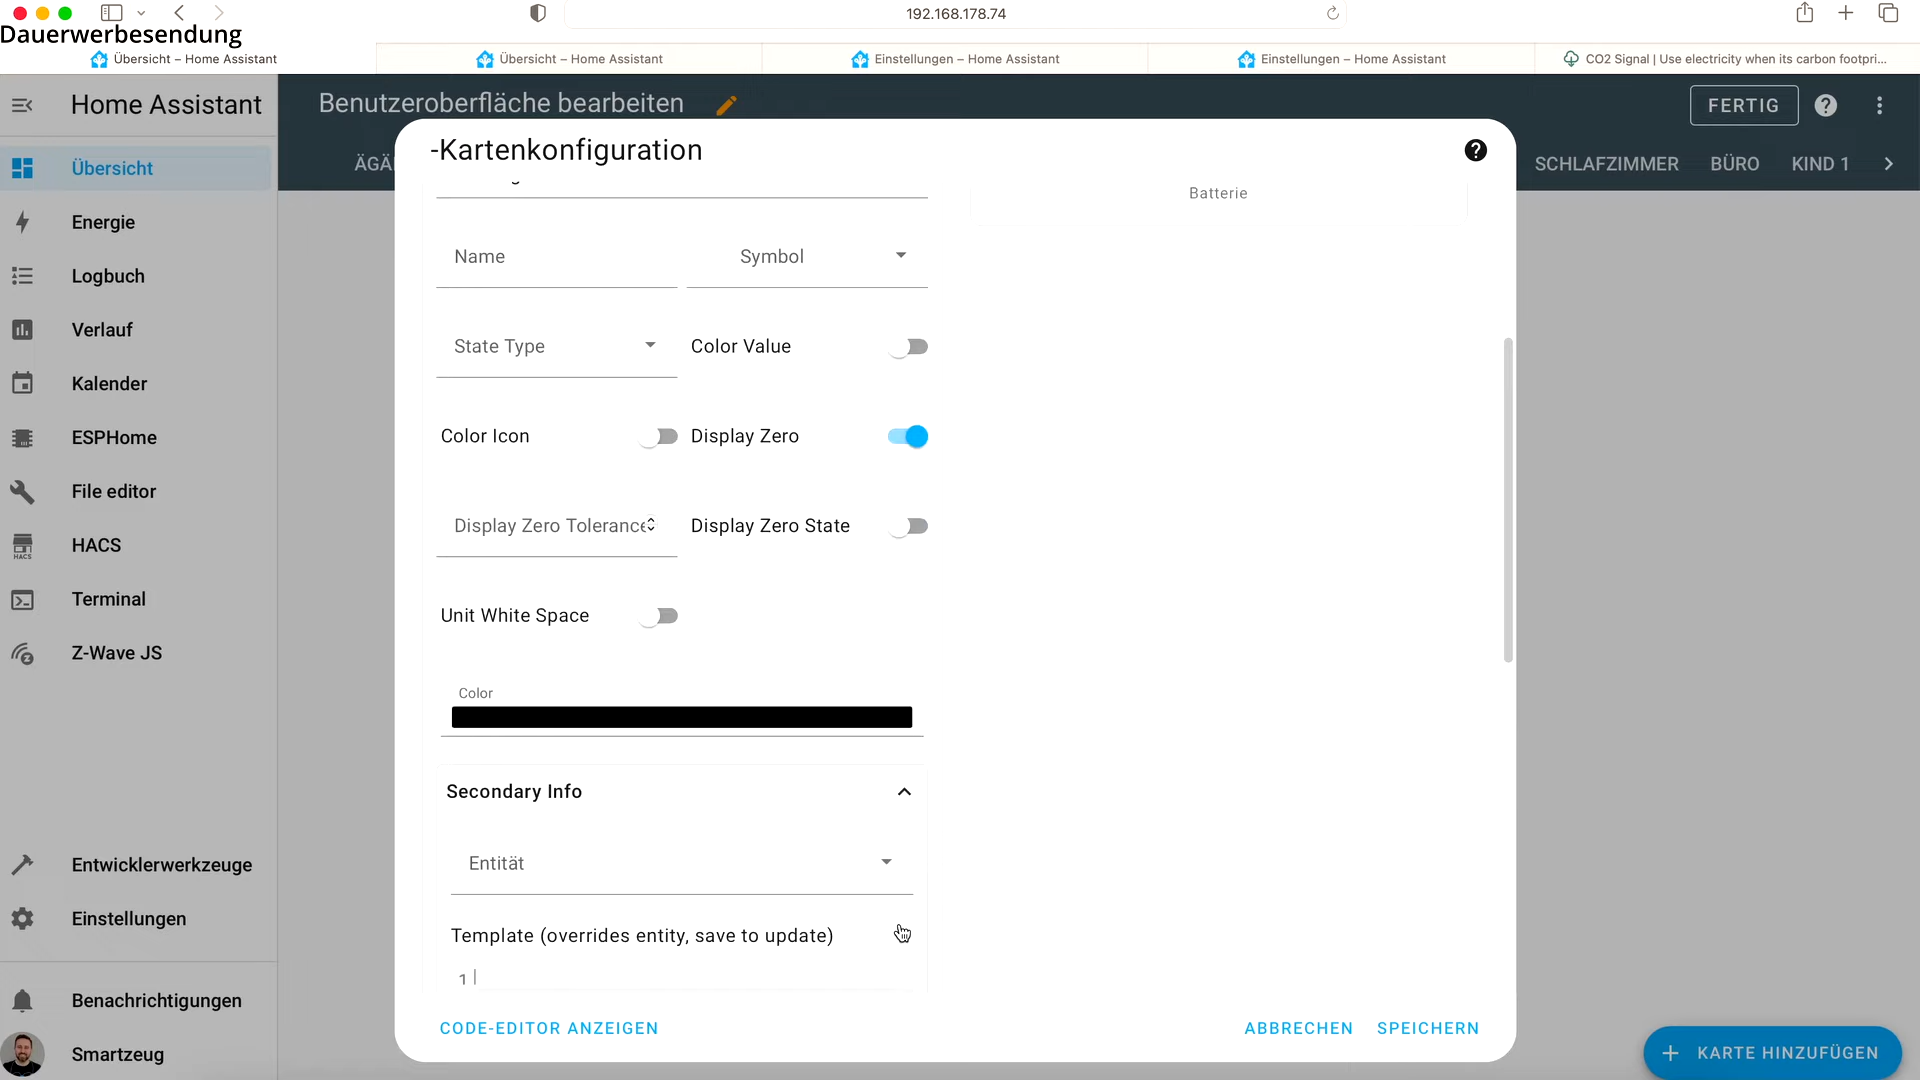 192.168.178.74
Dauerwerbesendung
Übersicht – Home Assistant
Übersicht – Home Assistant
Einstellungen – Home Assistant
Einstellungen – Home Assistant
CO2 Signal | Use electricity when its carbon footpri...
Home Assistant
Benutzeroberfläche bearbeiten
FERTIG
-Kartenkonfiguration
ÄGÄ
SCHLAFZIMMER
BÜRO
KIND 1
Übersicht
Energie
Logbuch
Verlauf
Kalender
ESPHome
File editor
HACS
HACS
Terminal
Z-Wave JS
Entwicklerwerkzeuge
Einstellungen
Benachrichtigungen
Smartzeug
Batterie
Name
Symbol
State Type
Color Value
Color Icon
Display Zero
Display Zero Tolerance
Display Zero State
Unit White Space
Color
Secondary Info
Entität
Template (overrides entity, save to update)
1
CODE-EDITOR ANZEIGEN
ABBRECHEN
SPEICHERN
KARTE HINZUFÜGEN